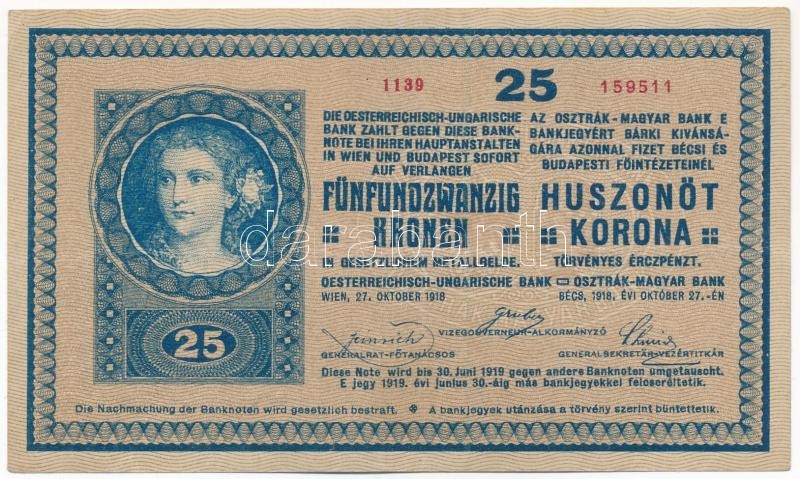 1139 25 159511
DIE OESTERREICHISCH-UNGARISCHE
BANK ZAHLT GEGEN DIESE BANK-
NOTE BEI IHREN HAUPTANSTALTEN
IN WIEN UND BUDAPEST SOFORT
AUF VERLANGEN
FÜNFUNDZWANZIG
KRONEN
IN GESETZLICHEM METALLGELDE.
OESTERREICHISCH-UNGARISCHE BANK
WIEN, 27. OKTOBER 1918
AZ OSZTRÁK-MAGYAR BANK E
BANKJEGYÉRT BÁRKI KIVÁNSÁ-
GÁRA AZONNAL FIZET BÉCSI ÉS
BUDAPESTI FŐINTÉZETEINÉL
HUSZONÖT
KORONA
TÖRVÉNYES ÉRCZPÉNZT.
OSZTRÁK-MAGYAR BANK
BÉCS, 1918. ÉVI OKTÓBER 27.-ÉN
Gruber
VIZEGOUVERNEUR-ALKORMÁNYZÓ
GENERALRAT-FŐTANÁCSOS
GENERALSEKRETÄR-VEZÉRTITKÁR
25
Diese Note wird bis 30. Juni 1919 gegen andere Banknoten umgetauscht.
E jegy 1919. évi junius 30.-áig más bankjegyekkel felcseréltetik.
Die Nachmachung der Banknoten wird gesetzlich bestraft. A bankjegyek utánzása a törvény szerint büntettetik.
darabanth